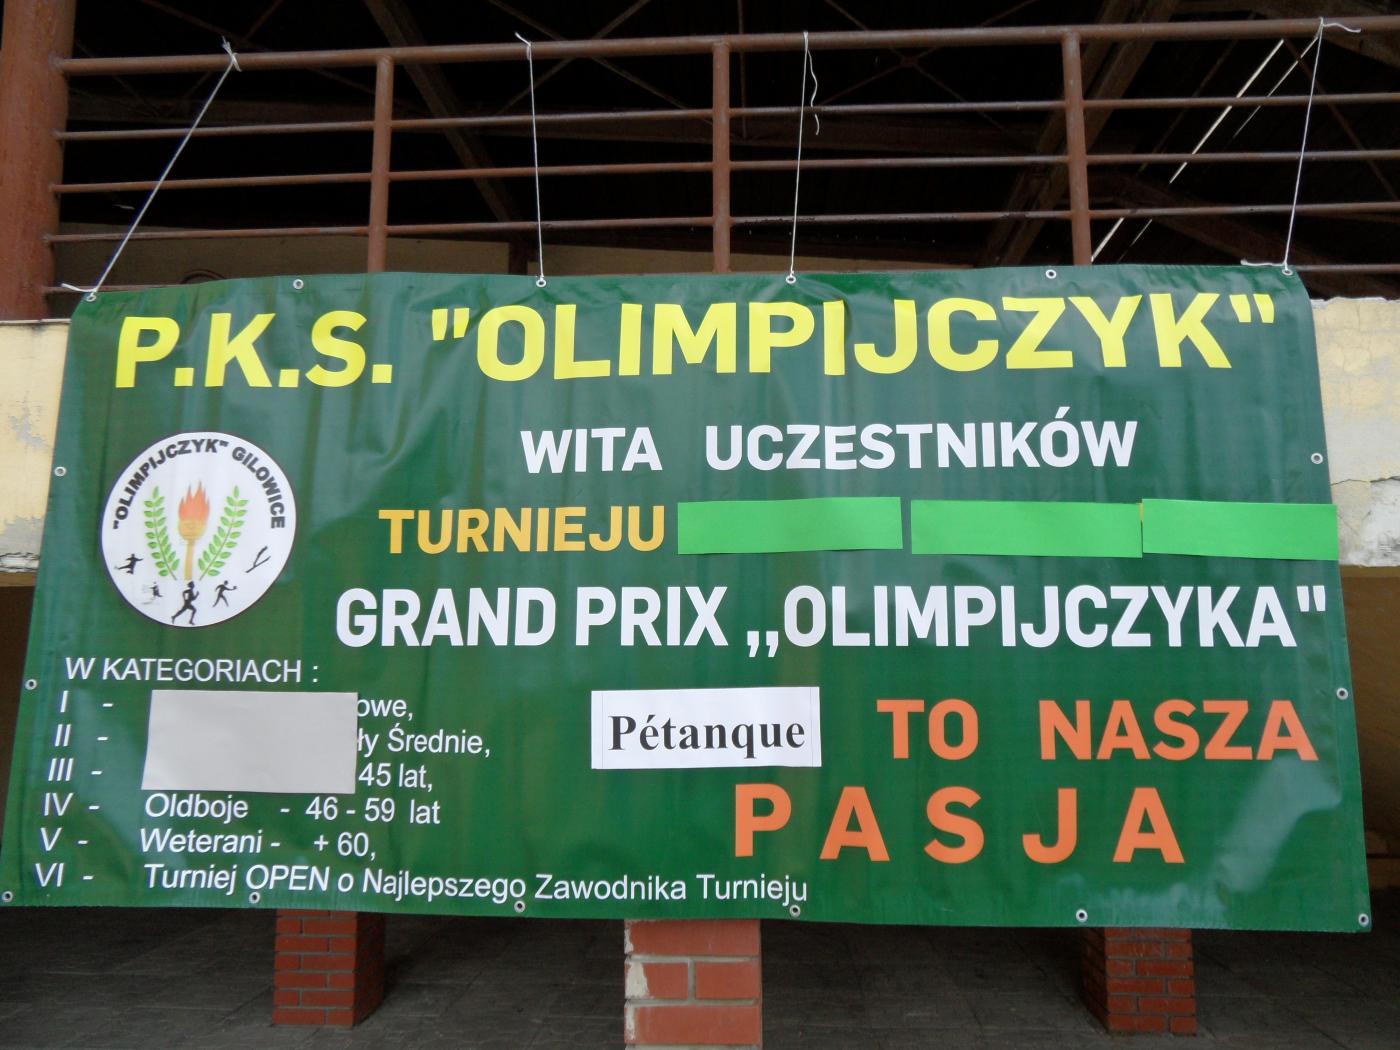 P.K.S. "OLIMPIJCZYK"
WITA UCZESTNIKÓW
TURNIEJU
GRAND PRIX ,,OLIMPIJCZYKA"
"OLIMPIJCZYK" GILOWICE
W KATEGORIACH :
I - owe,
II - ły Średnie,
III - 45 lat,
IV - Oldboje - 46 - 59 lat
V - Weterani - + 60,
VI - Turniej OPEN o Najlepszego Zawodnika Turnieju
Pétanque TO NASZA
PASJA